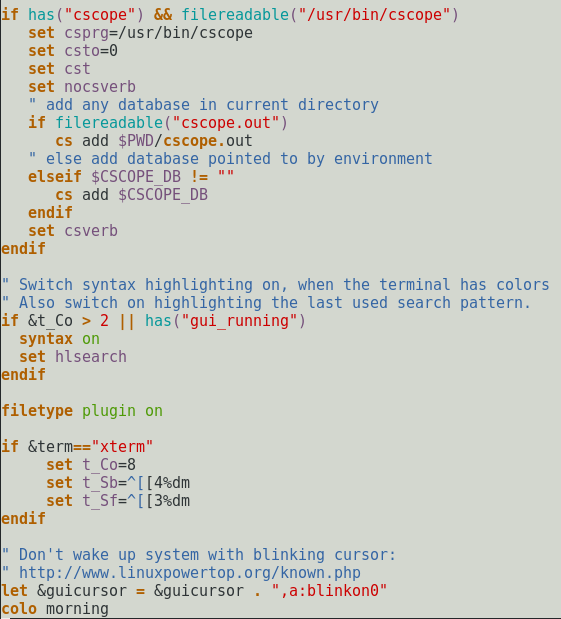 if has("cscope") && filereadable("/usr/bin/cscope")
   set csprg=/usr/bin/cscope
   set csto=0
   set cst
   set nocsverb
   " add any database in current directory
   if filereadable("cscope.out")
      cs add $PWD/cscope.out
   " else add database pointed to by environment
   elseif $CSCOPE_DB != ""
      cs add $CSCOPE_DB
   endif
   set csverb
endif

" Switch syntax highlighting on, when the terminal has colors
" Also switch on highlighting the last used search pattern.
if &t_Co > 2 || has("gui_running")
  syntax on
  set hlsearch
endif

filetype plugin on

if &term=="xterm"
     set t_Co=8
     set t_Sb=^[[4%dm
     set t_Sf=^[[3%dm
endif

" Don't wake up system with blinking cursor:
" http://www.linuxpowertop.org/known.php
let &guicursor = &guicursor . ",a:blinkon0"
colo morning